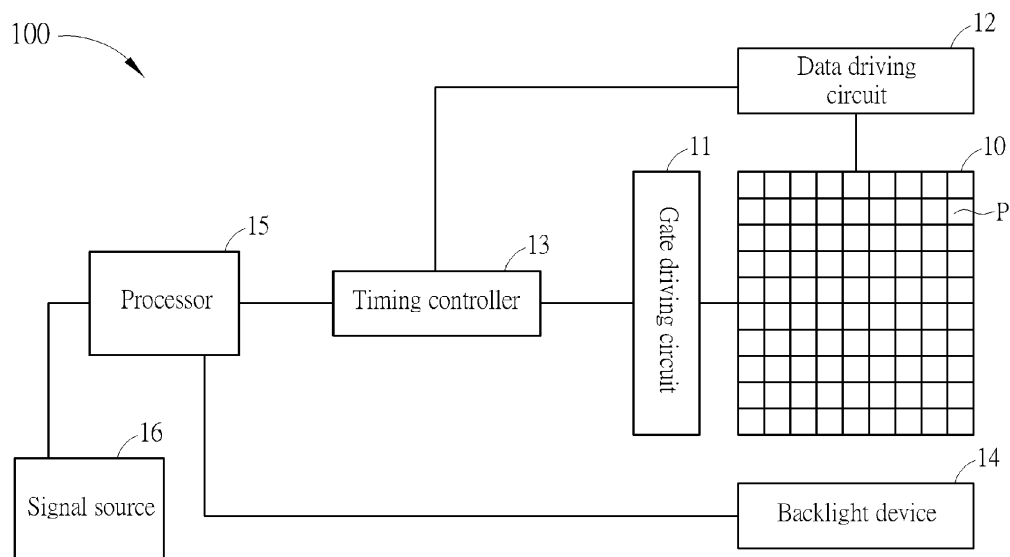 100
12
Data driving
circuit
11
10
Gate driving circuit
P
15
Processor
13
Timing controller
16
Signal source
14
Backlight device